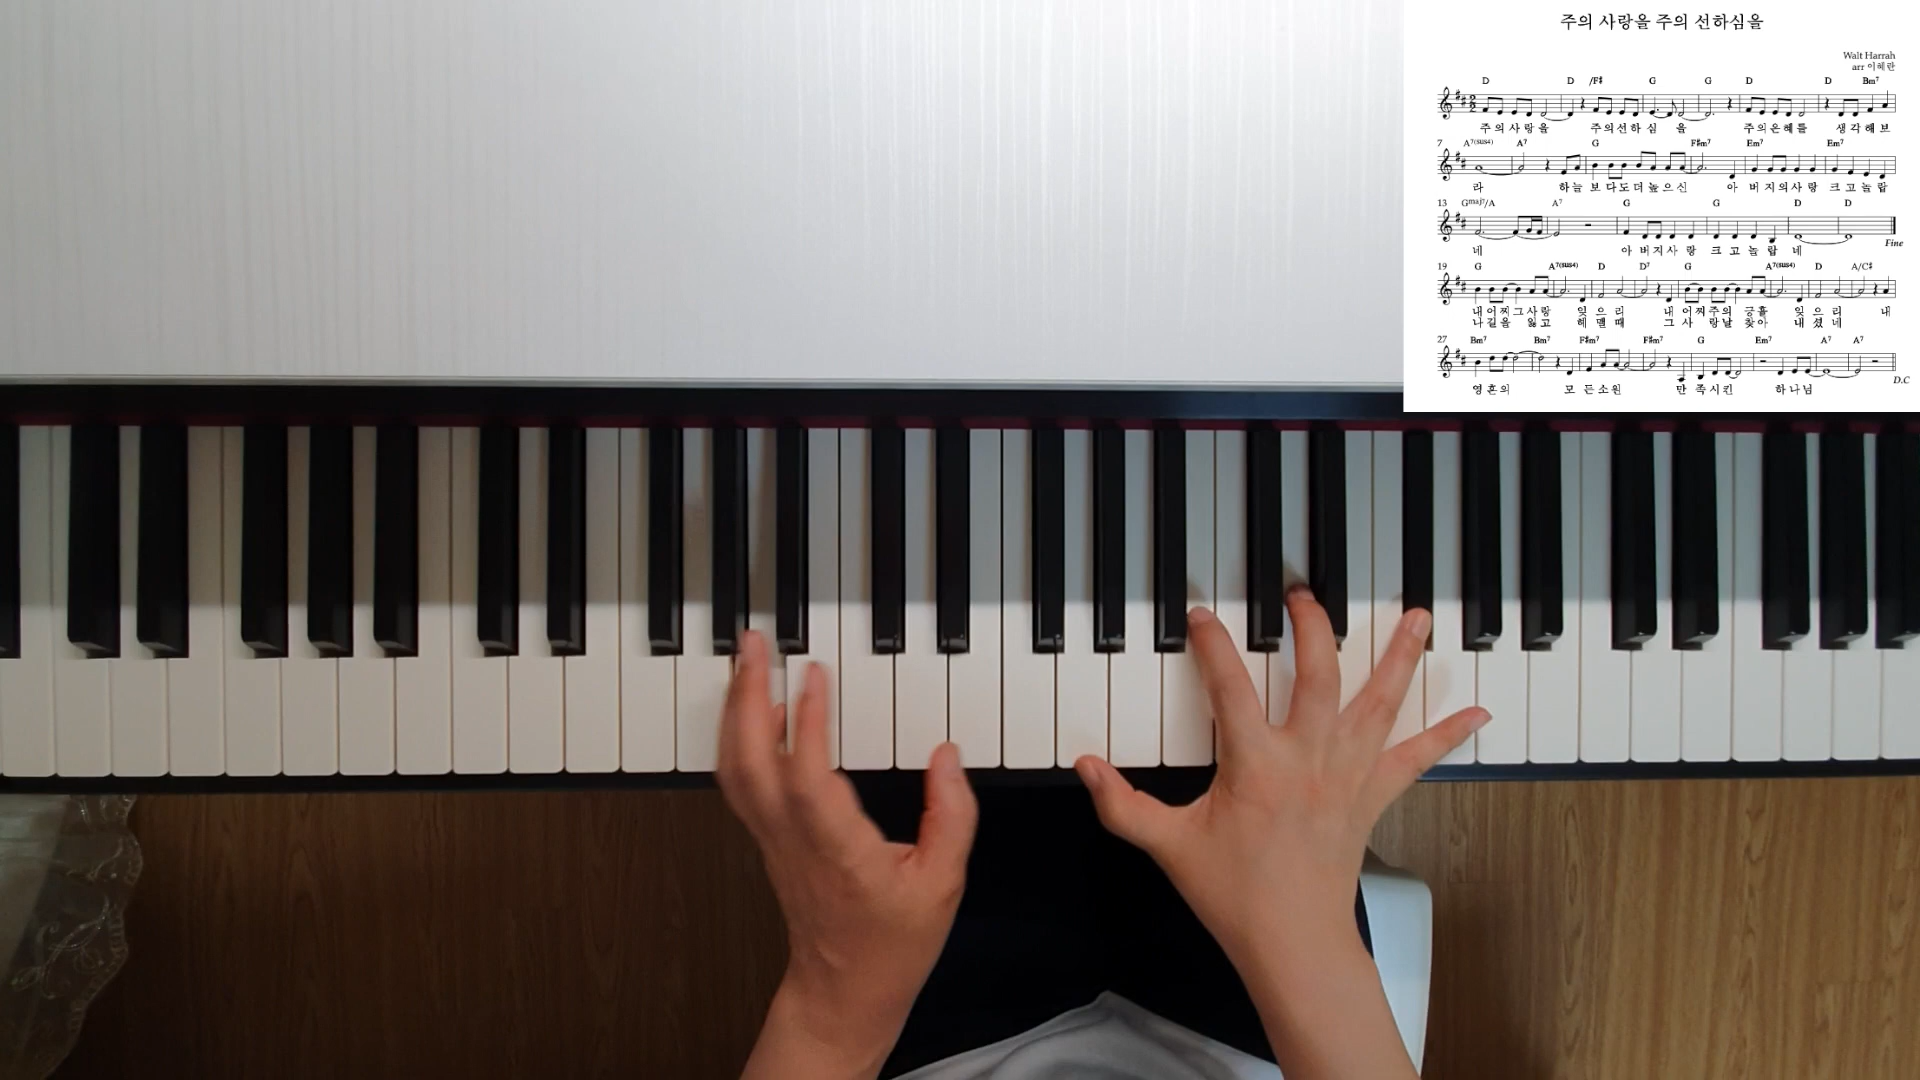 주의 사랑을 주의 선하심을
Walt Harrah
arr 이혜란
D D /F# G G D D Bm7
주의사랑을 주의선하심 을 주의은혜를 생각해보
7 A7(sus4) A7 G F#m7 Em7 Em7
라 하늘보다도더높으신 아 버지의사랑 크고놀랍
13 Gmaj7/A A7 G G D D
네 아버지사랑 크고놀랍 네
Fine
19 G A7(sus4) D D7 G A7(sus4) D A/C#
내어찌그사랑 잊으리 내어찌주의 긍휼 잊으리 내
나길을 잃고 헤맬때 그사 랑날 찾아 내셨네
27 Bm7 Bm7 F#m7 F#m7 G Em7 A7 A7
영혼의 모든소원 만족시킨 하나님
D.C